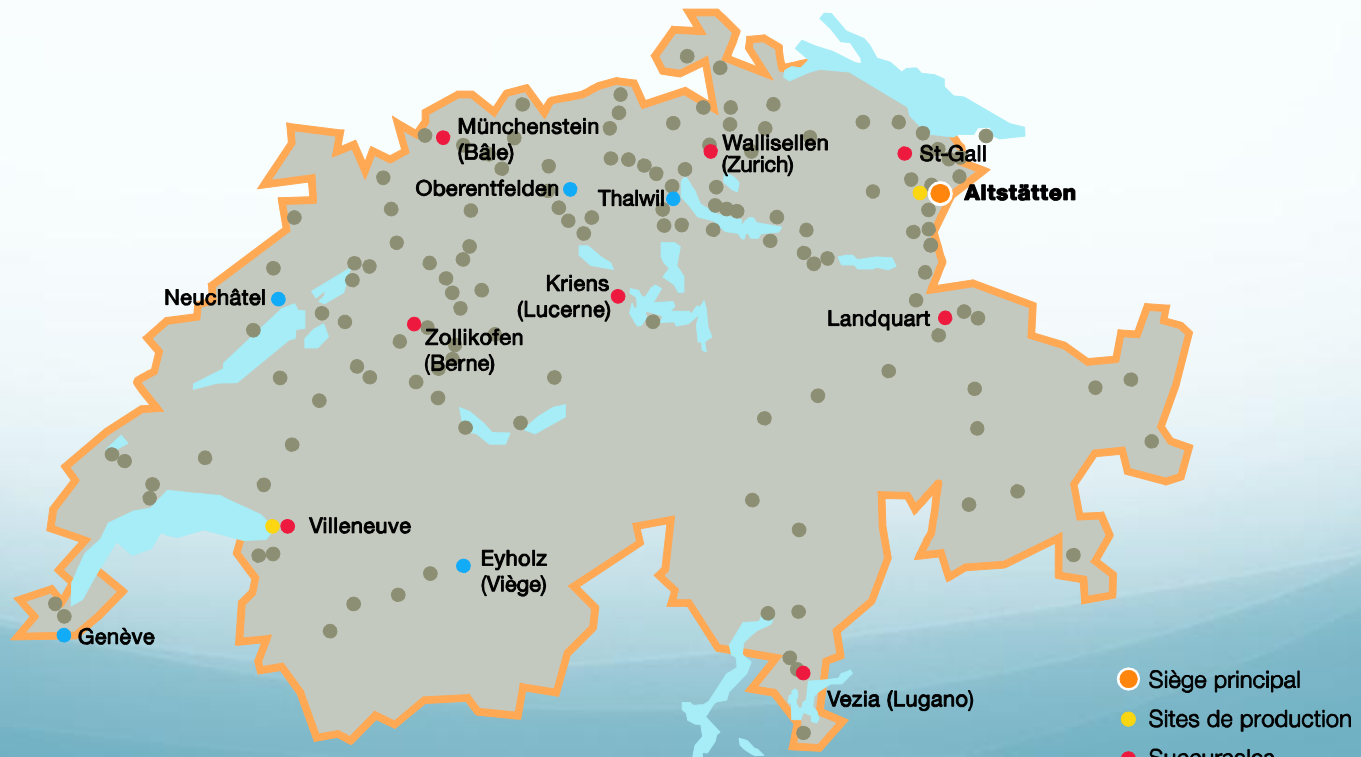 Münchenstein
(Bâle)
Wallisellen
(Zurich)
St-Gall
Oberentfelden
Thalwil
Altstätten
Kriens
(Lucerne)
Neuchâtel
Landquart
Zollikofen
(Berne)
Villeneuve
Eyholz
(Viège)
Genève
Vezia (Lugano)
Siège principal
Sites de production
Succursales